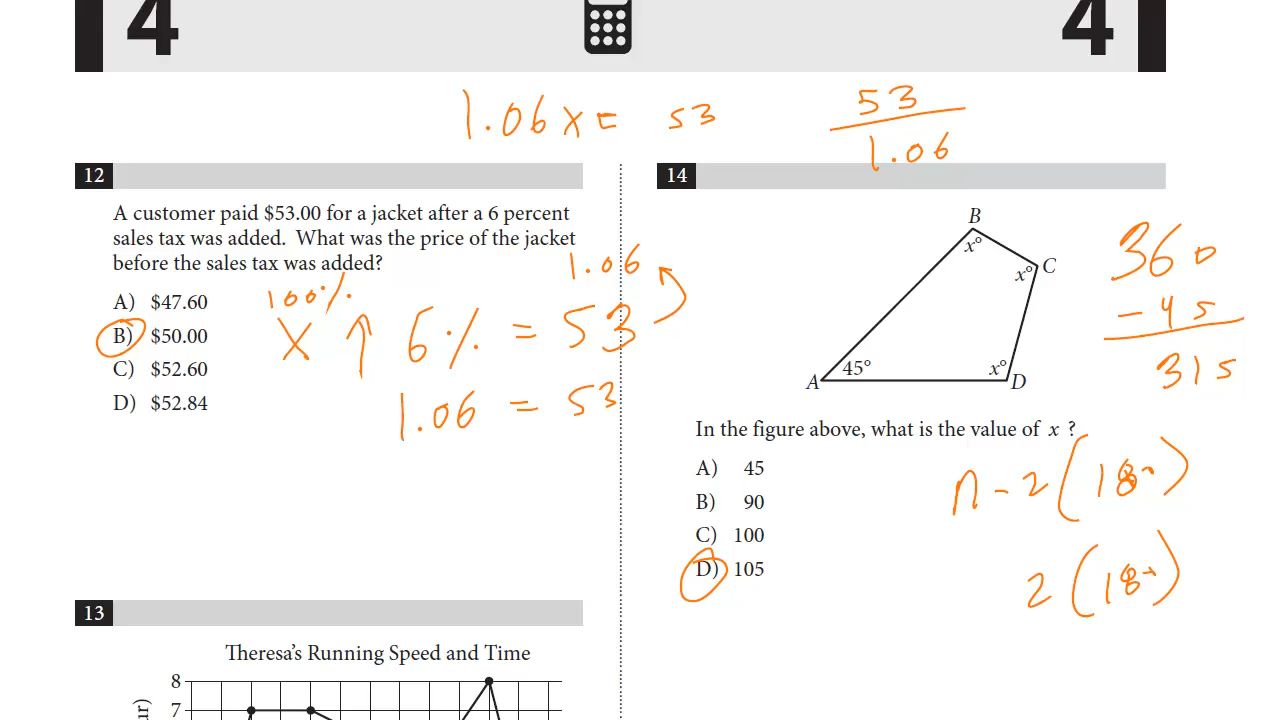 4 4
1.06x = 53
53
1.06
12
A customer paid $53.00 for a jacket after a 6 percent
sales tax was added. What was the price of the jacket
before the sales tax was added?
A) $47.60
B) $50.00
C) $52.60
D) $52.84
100%
1.06
x ↑ 6% = 53
1.06 = 53
13
Theresa's Running Speed and Time
8
7
14
B
x°
x° C
45°
x°
A
D
360
- 45
315
In the figure above, what is the value of x ?
A) 45
B) 90
C) 100
D) 105
n - 2 (180)
2 (180)